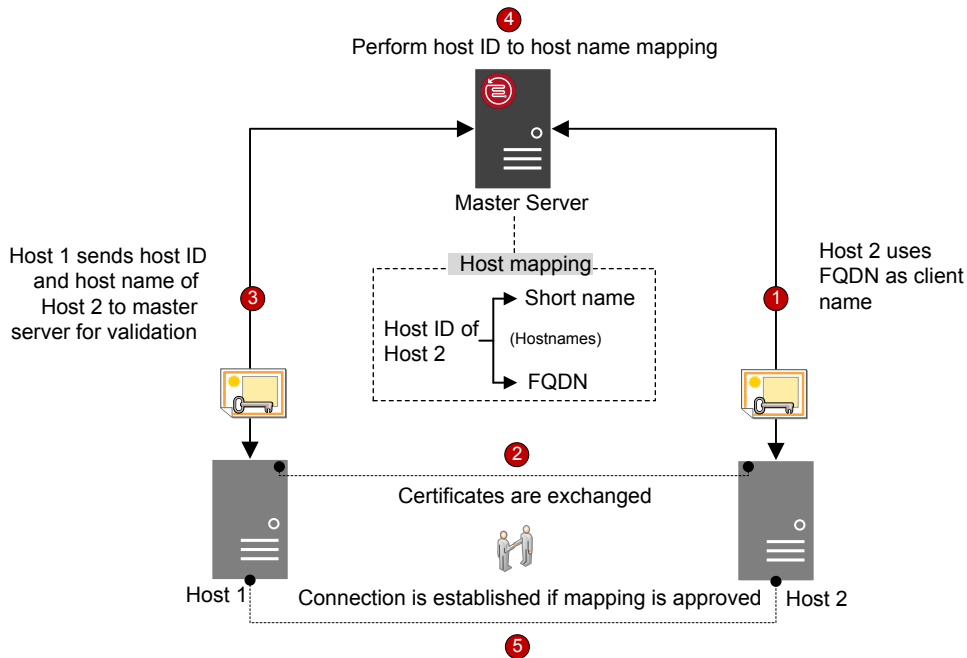 4
Perform host ID to host name mapping
Master Server
Host 1 sends host ID
and host name of
Host 2 to master
server for validation
3
Host mapping
Host ID of
Host 2
Short name
(Hostnames)
FQDN
1
Host 2 uses
FQDN as client
name
2
Certificates are exchanged
Host 1
Connection is established if mapping is approved
Host 2
5